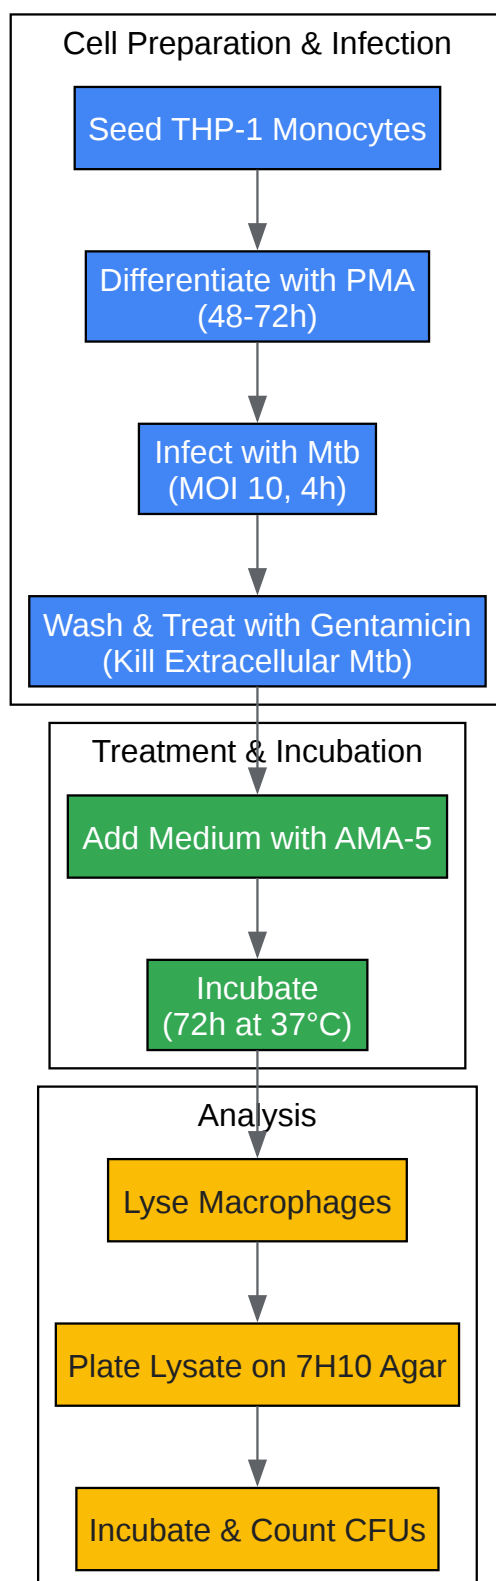 Cell Preparation & Infection
Seed THP-1 Monocytes
Differentiate with PMA
(48-72h)
Infect with Mtb
(MOI 10, 4h)
Wash & Treat with Gentamicin
(Kill Extracellular Mtb)
Treatment & Incubation
Add Medium with AMA-5
Incubate
(72h at 37°C)
Analysis
Lyse Macrophages
Plate Lysate on 7H10 Agar
Incubate & Count CFUs